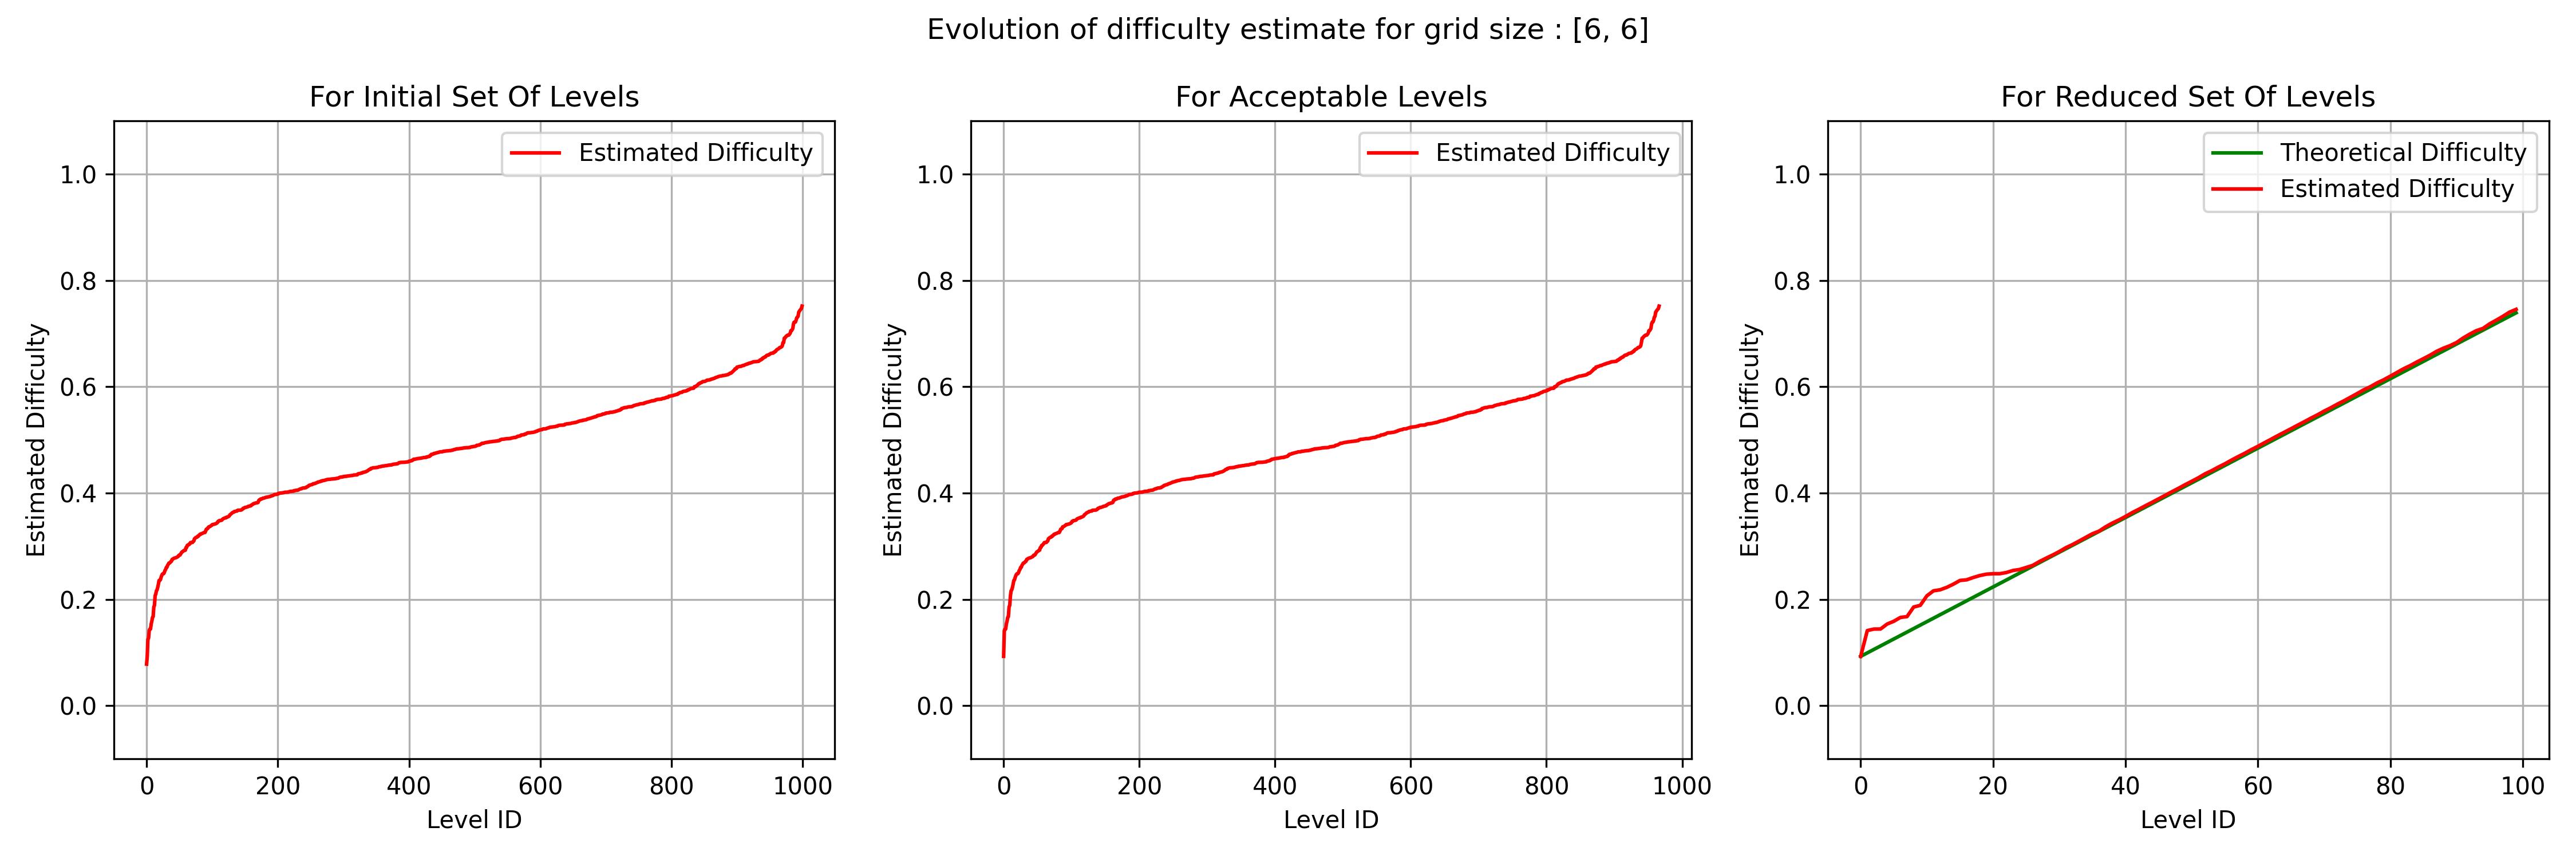 Evolution of difficulty estimate for grid size : [6, 6]
For Initial Set Of Levels
Estimated Difficulty
1.0
0.8
0.6
0.4
0.2
0.0
Estimated Difficulty
0 200 400 600 800 1000
Level ID
For Acceptable Levels
Estimated Difficulty
1.0
0.8
0.6
0.4
0.2
0.0
Estimated Difficulty
0 200 400 600 800 1000
Level ID
For Reduced Set Of Levels
Theoretical Difficulty
Estimated Difficulty
1.0
0.8
0.6
0.4
0.2
0.0
Estimated Difficulty
0 20 40 60 80 100
Level ID